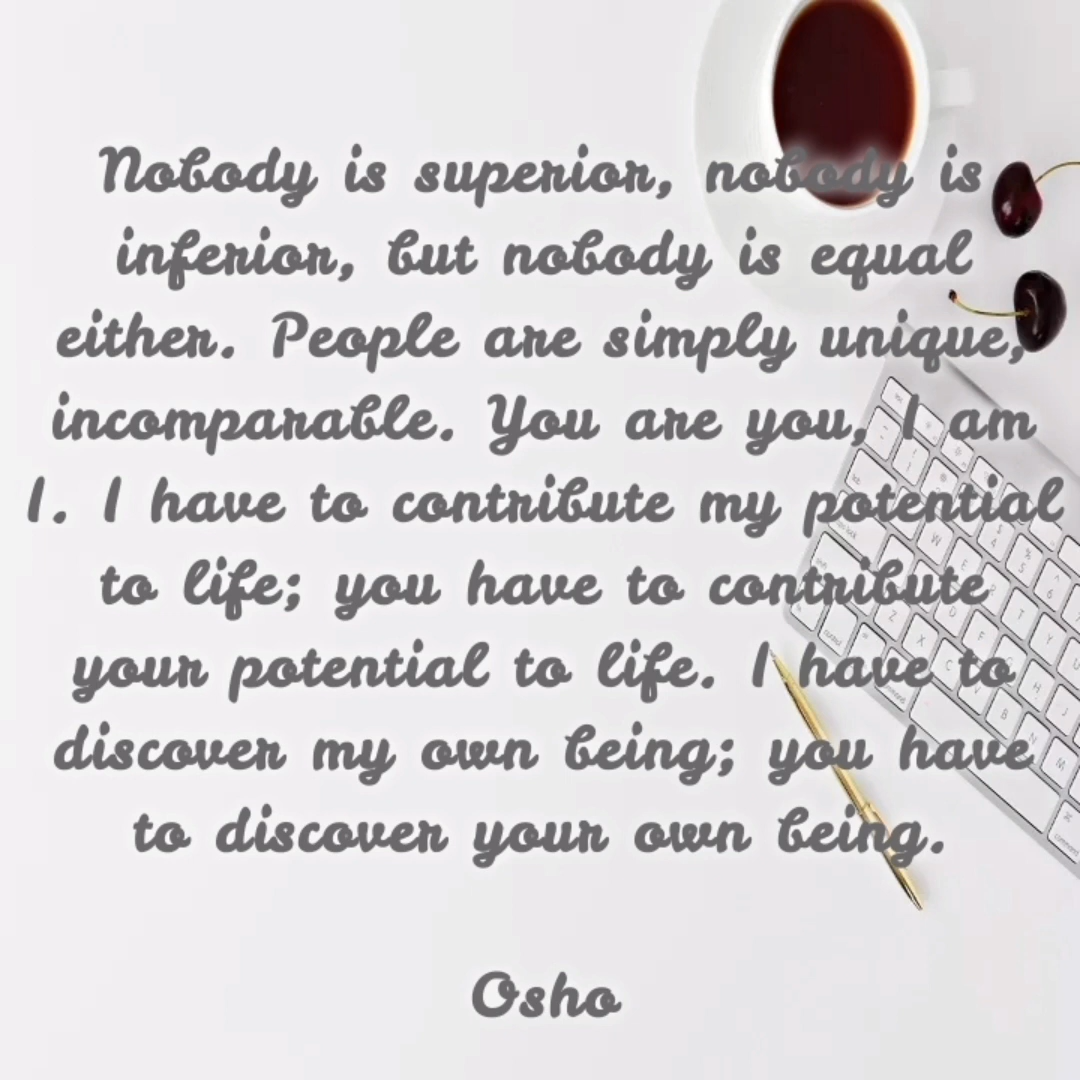 Nobody is superior, nobody is
inferior, but nobody is equal
either. People are simply unique,
incomparable. You are you, I am
I. I have to contribute my potential
to life; you have to contribute
your potential to life. I have to
discover my own being; you have
to discover your own being.
Osho